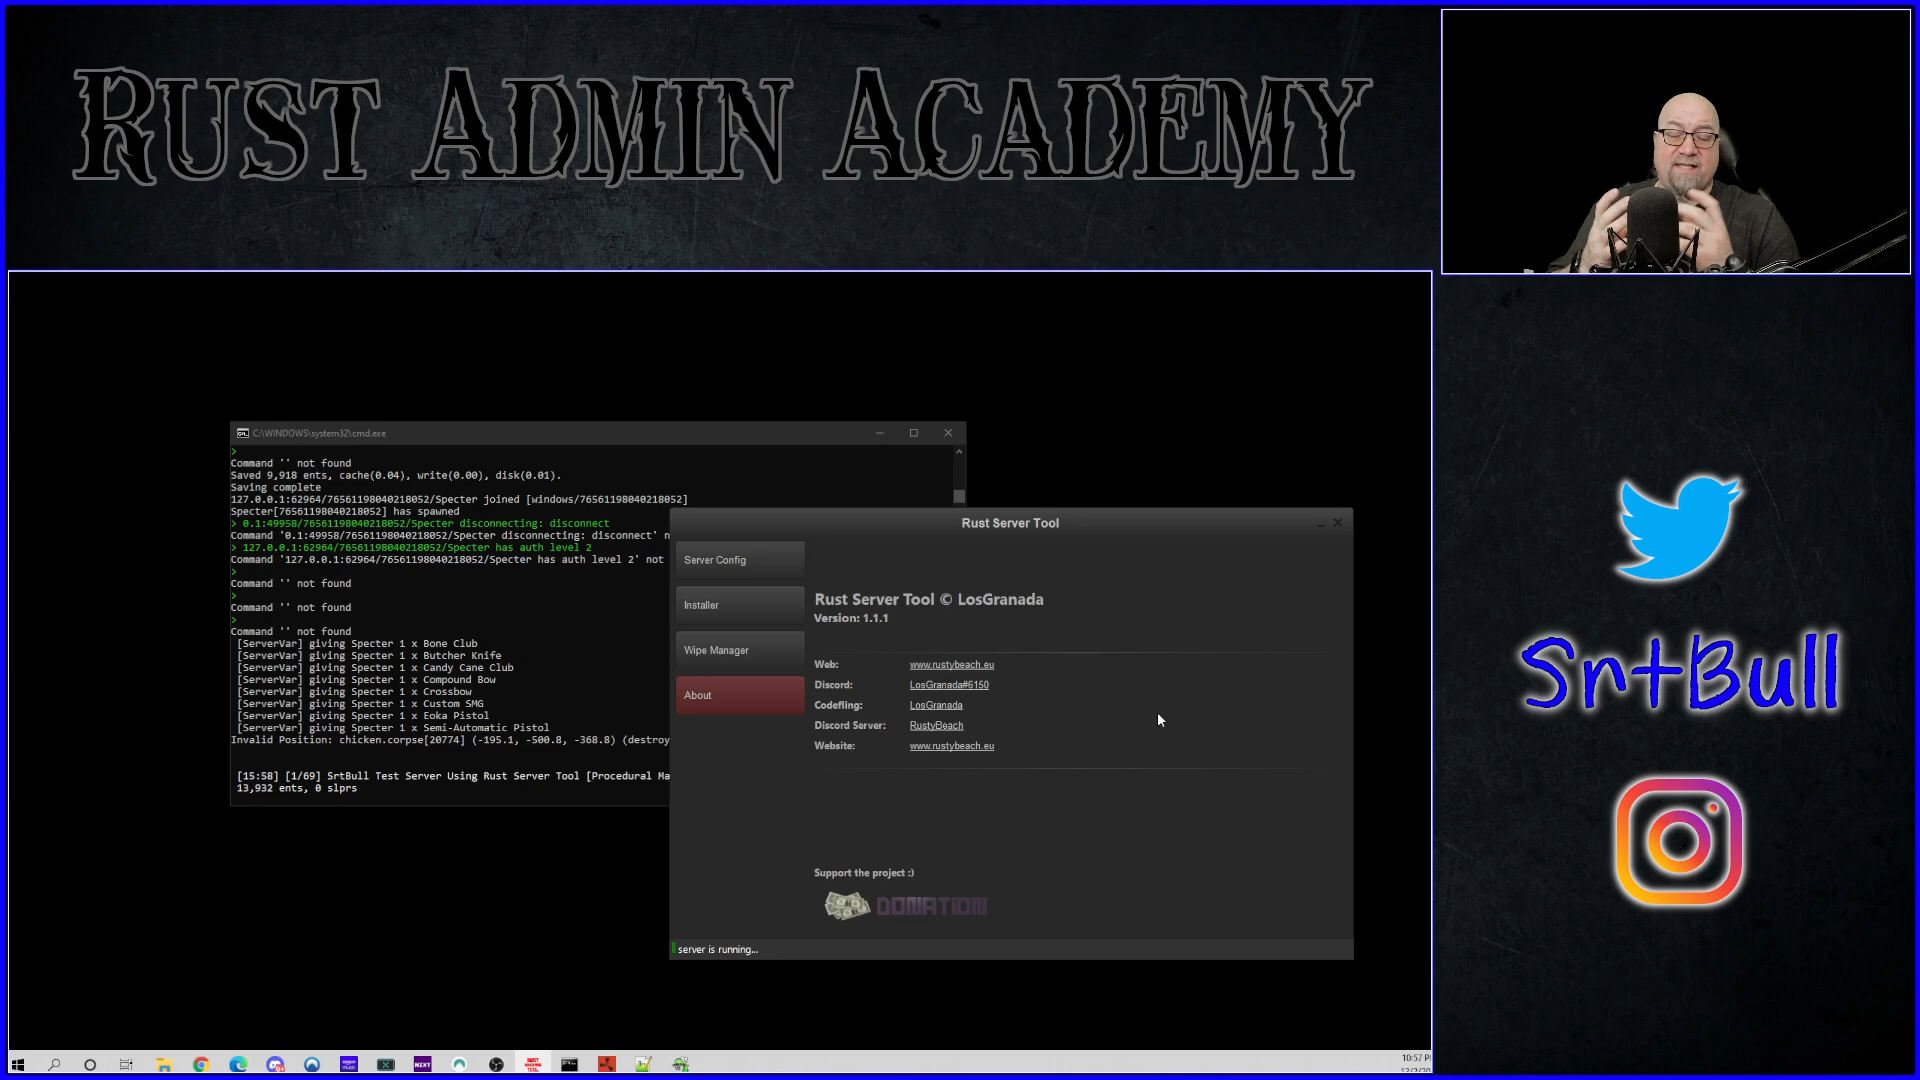 RUST ADMIN ACADEMY
C:\WINDOWS\system32\cmd.exe
>
Command '' not found
Saved 9,918 ents, cache(0.04), write(0.00), disk(0.01).
Saving complete
127.0.0.1:62964/76561198040218052/Specter joined [windows/76561198040218052]
Specter[76561198040218052] has spawned
> 0.1:49958/76561198040218052/Specter disconnecting: disconnect
Command '0.1:49958/76561198040218052/Specter disconnecting: disconnect' n
> 127.0.0.1:62964/76561198040218052/Specter has auth level 2
Command '127.0.0.1:62964/76561198040218052/Specter has auth level 2' not
>
Command '' not found
>
Command '' not found
>
Command '' not found
[ServerVar] giving Specter 1 x Bone Club
[ServerVar] giving Specter 1 x Butcher Knife
[ServerVar] giving Specter 1 x Candy Cane Club
[ServerVar] giving Specter 1 x Compound Bow
[ServerVar] giving Specter 1 x Crossbow
[ServerVar] giving Specter 1 x Custom SMG
[ServerVar] giving Specter 1 x Eoka Pistol
[ServerVar] giving Specter 1 x Semi-Automatic Pistol
Invalid Position: chicken.corpse[20774] (-195.1, -500.8, -368.8) (destroy
[15:58] [1/69] SrtBull Test Server Using Rust Server Tool [Procedural Ma
13,932 ents, 0 slprs
Rust Server Tool
Server Config
Installer
Wipe Manager
About
Rust Server Tool © LosGranada
Version: 1.1.1
Web: www.rustybeach.eu
Discord: LosGranada#6150
Codefling: LosGranada
Discord Server: RustyBeach
Website: www.rustybeach.eu
Support the project :)
DONATION
server is running...
SrtBull
NZXT
10:57 P